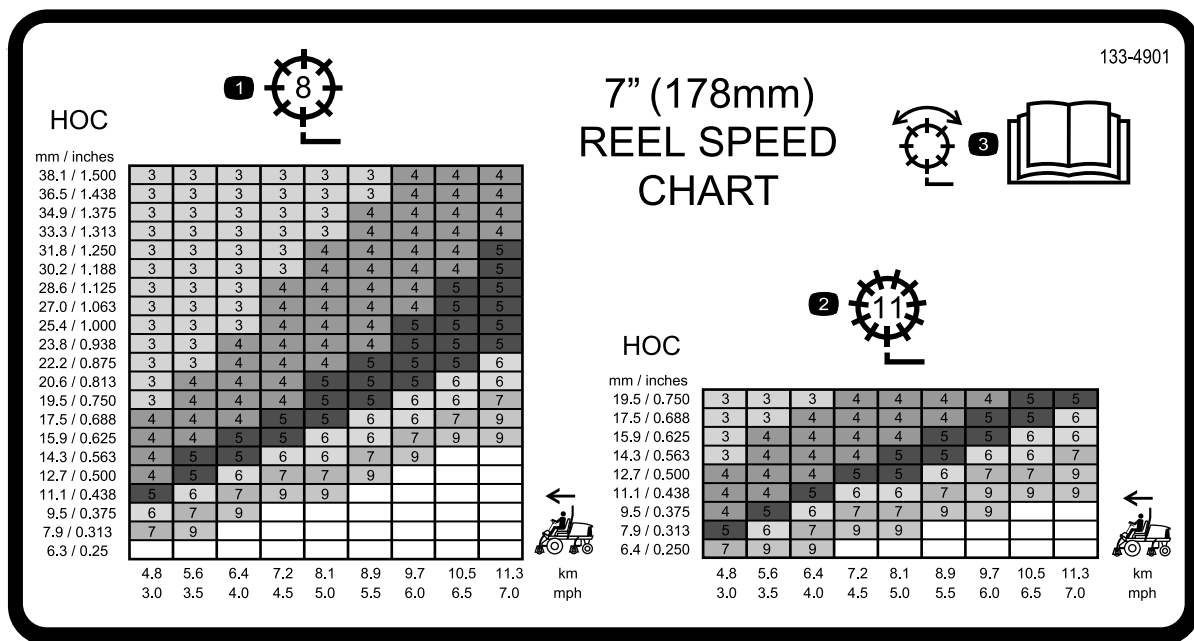 133-4901
1
8
HOC
mm / inches
38.1 / 1.500 3 3 3 3 3 3 4 4 4
36.5 / 1.438 3 3 3 3 3 3 4 4 4
34.9 / 1.375 3 3 3 3 3 4 4 4 4
33.3 / 1.313 3 3 3 3 3 4 4 4 4
31.8 / 1.250 3 3 3 3 4 4 4 4 5
30.2 / 1.188 3 3 3 3 4 4 4 4 5
28.6 / 1.125 3 3 3 4 4 4 4 5 5
27.0 / 1.063 3 3 3 4 4 4 4 5 5
25.4 / 1.000 3 3 3 4 4 4 5 5 5
23.8 / 0.938 3 3 4 4 4 4 5 5 5
22.2 / 0.875 3 3 4 4 4 5 5 5 6
20.6 / 0.813 3 4 4 4 5 5 5 6 6
19.5 / 0.750 3 4 4 4 5 5 6 6 7
17.5 / 0.688 4 4 4 5 5 6 6 7 9
15.9 / 0.625 4 4 5 5 6 6 7 9 9
14.3 / 0.563 4 5 5 6 6 7 9
12.7 / 0.500 4 5 6 7 7 9
11.1 / 0.438 5 6 7 9 9
9.5 / 0.375 6 7 9
7.9 / 0.313 7 9
6.3 / 0.25
4.8 5.6 6.4 7.2 8.1 8.9 9.7 10.5 11.3 km
3.0 3.5 4.0 4.5 5.0 5.5 6.0 6.5 7.0 mph
7” (178mm)
REEL SPEED
CHART
3
2
11
HOC
mm / inches
19.5 / 0.750 3 3 3 4 4 4 4 5 5
17.5 / 0.688 3 3 4 4 4 4 5 5 6
15.9 / 0.625 3 4 4 4 4 5 5 6 6
14.3 / 0.563 3 4 4 4 5 5 6 6 7
12.7 / 0.500 4 4 4 5 5 6 7 7 9
11.1 / 0.438 4 4 5 6 6 7 9 9 9
9.5 / 0.375 4 5 6 7 7 9 9
7.9 / 0.313 5 6 7 9 9
6.4 / 0.250 7 9 9
4.8 5.6 6.4 7.2 8.1 8.9 9.7 10.5 11.3 km
3.0 3.5 4.0 4.5 5.0 5.5 6.0 6.5 7.0 mph